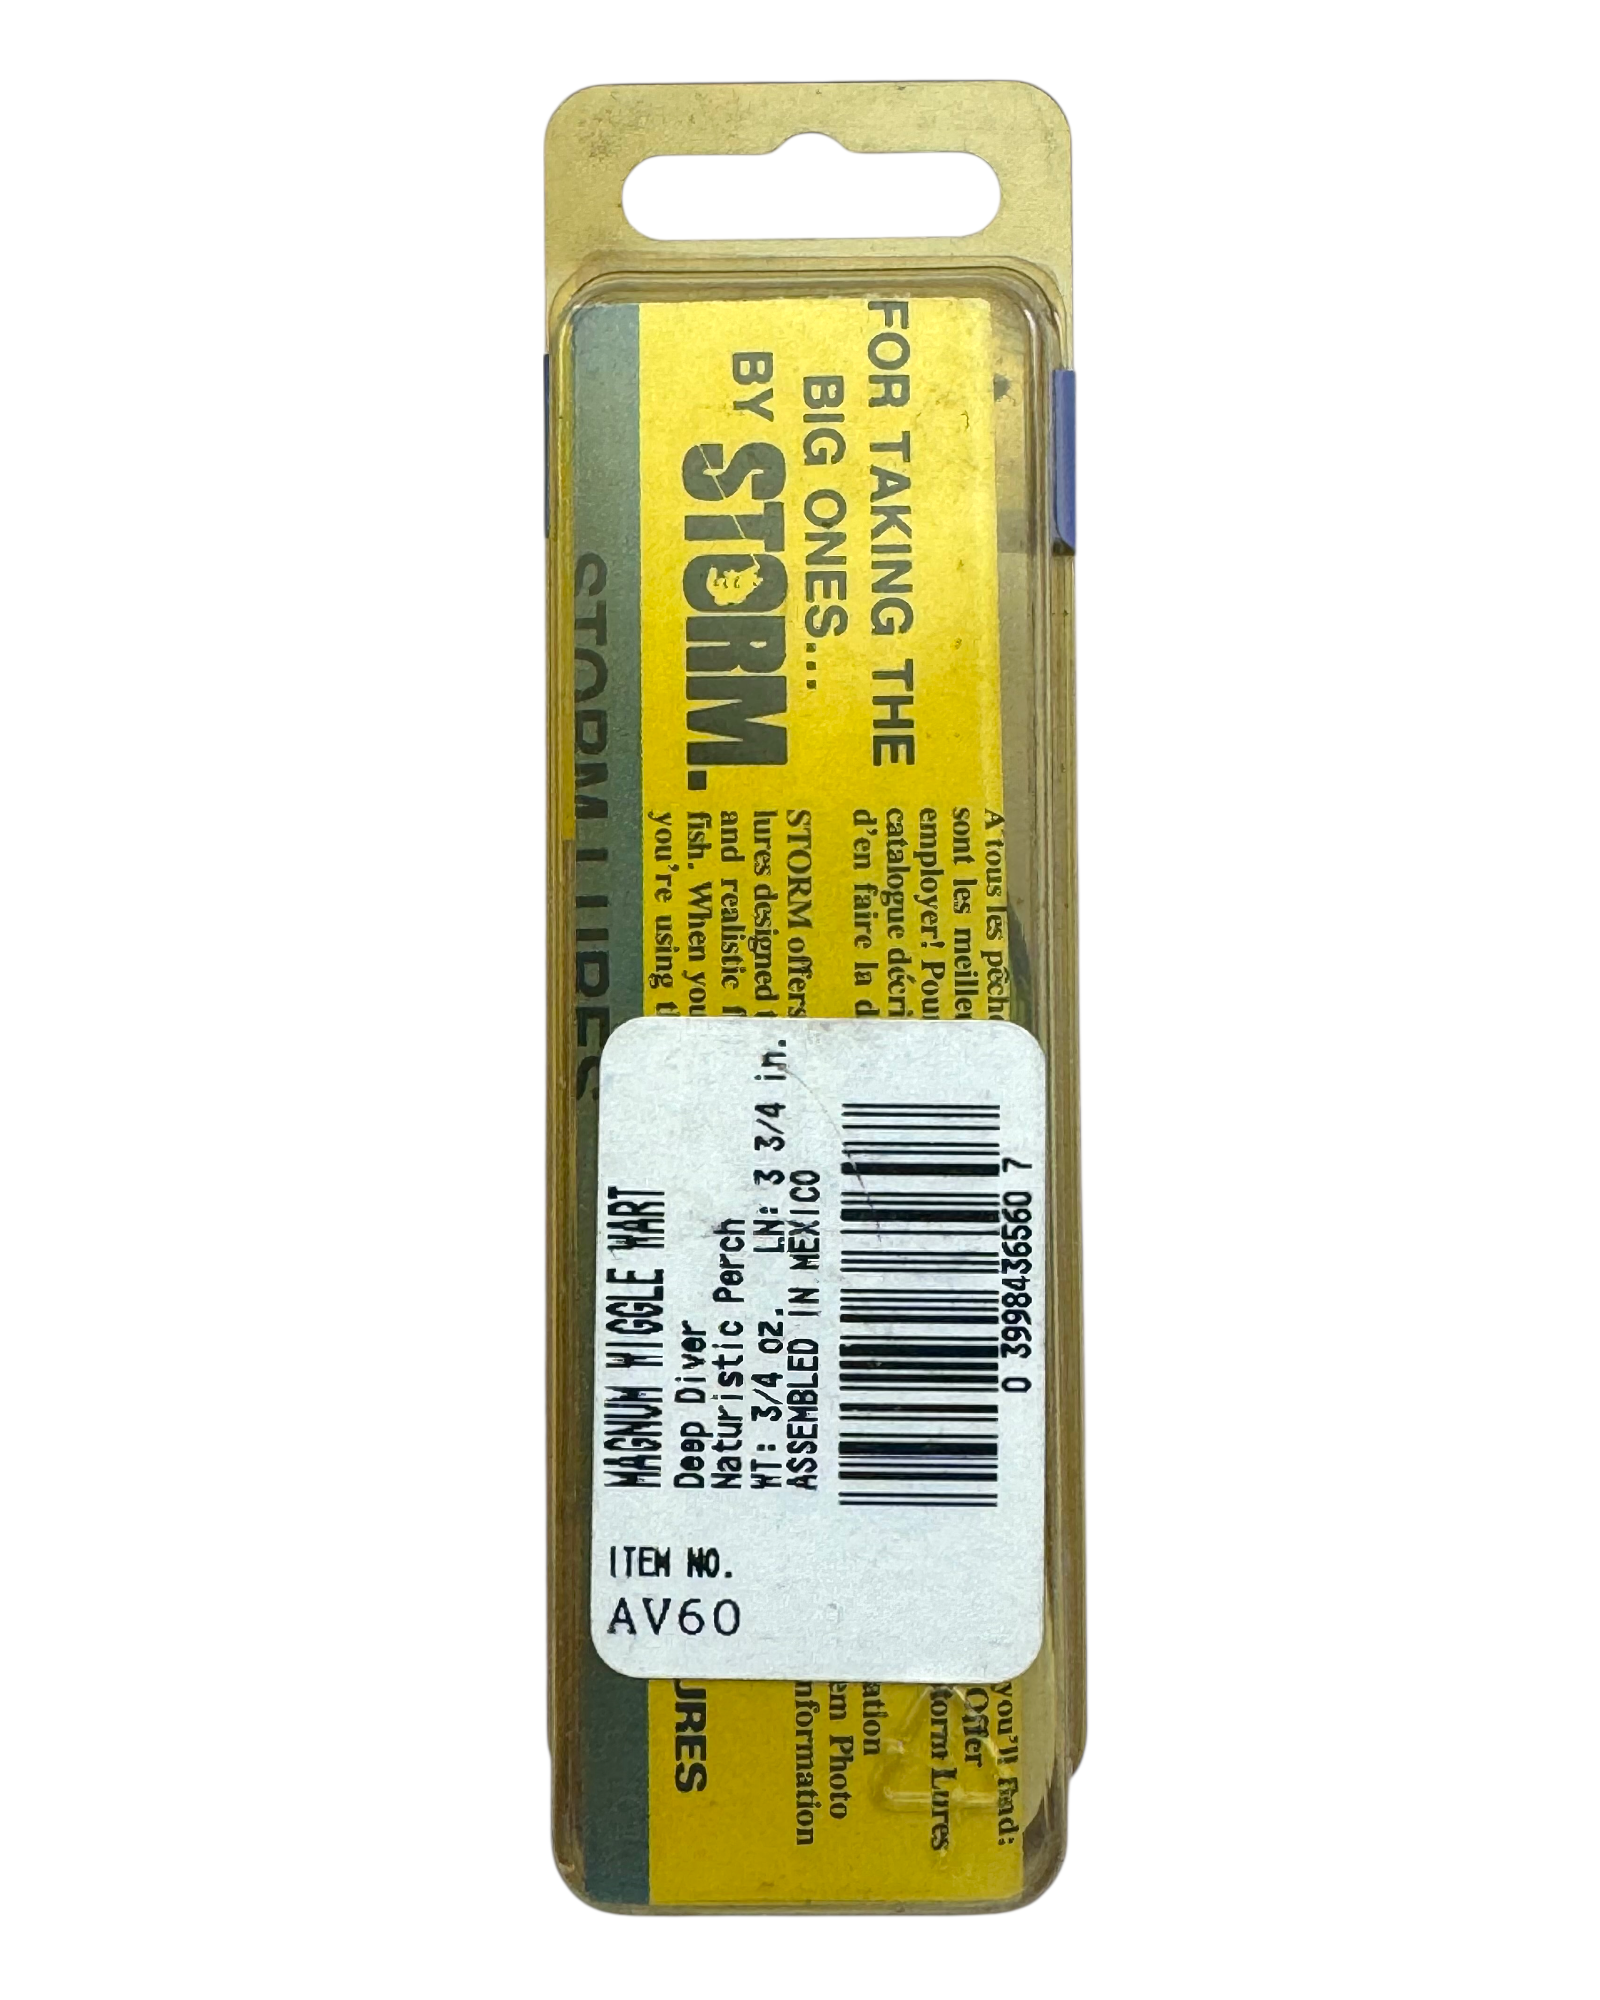 FOR TAKING THE
BIG ONES...
BY STORM.
A tous les pêch
sont les meille
employer! Pour
catalogue décri
d'en faire la d
STORM offers
lures designed
and realistic
fish. When you
you're using
STORM LURES
MAGNUM WIGGLE WART
Deep Diver
Naturistic Perch
WT: 3/4 oz. LN: 3 3/4 in.
ASSEMBLED IN MEXICO
0 39984 36560 7
ITEM NO.
AV60
you'll find:
Offer
torm Lures
ation
em Photo
nformation
URES